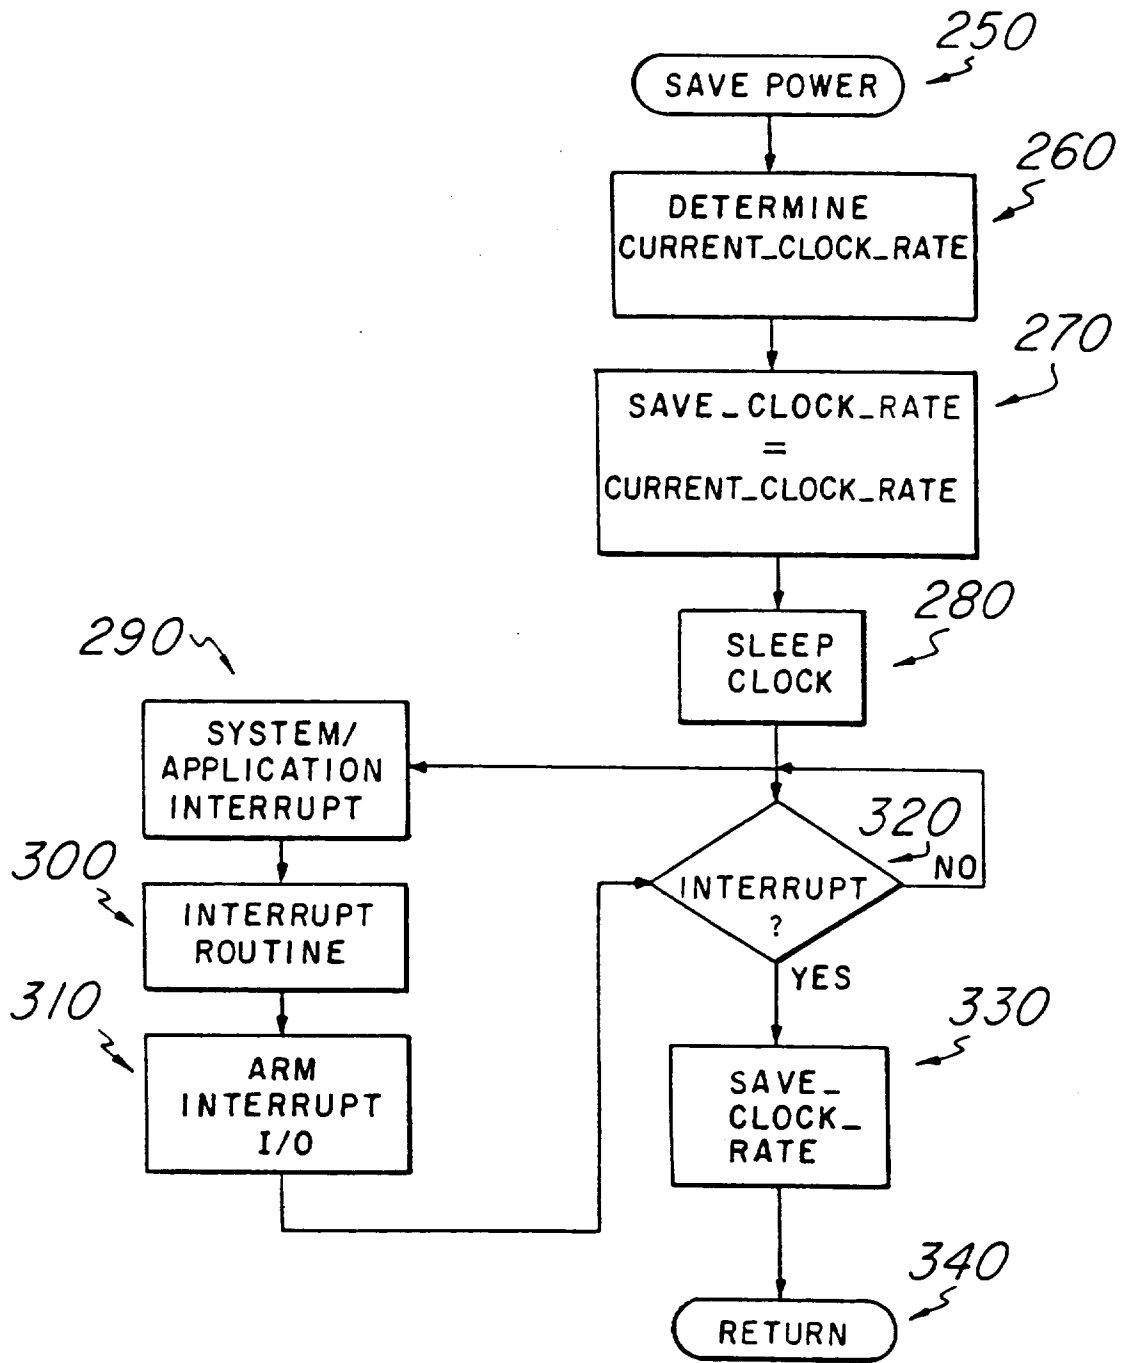 250
SAVE POWER
260
DETERMINE
CURRENT_CLOCK_RATE
270
SAVE_CLOCK_RATE
=
CURRENT_CLOCK_RATE
280
SLEEP
CLOCK
290
SYSTEM/
APPLICATION
INTERRUPT
300
INTERRUPT
ROUTINE
310
ARM
INTERRUPT
I/O
320
NO
INTERRUPT
?
YES
330
SAVE_
CLOCK_
RATE
340
RETURN